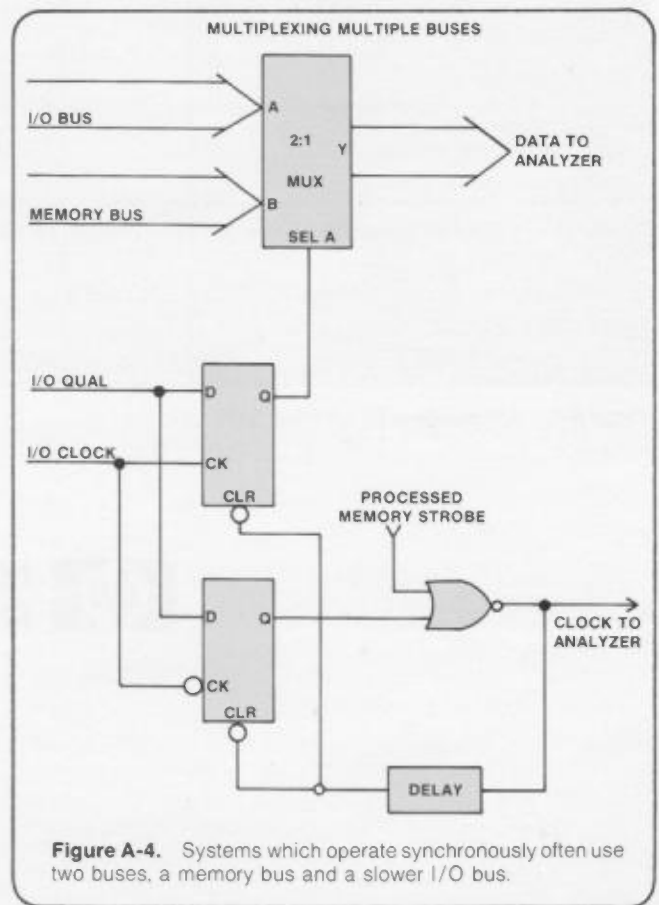 MULTIPLEXING MULTIPLE BUSES
A
I/O BUS
2:1
Y
DATA TO
ANALYZER
MUX
B
MEMORY BUS
SEL A
I/O QUAL
D
Q
I/O CLOCK
CK
CLR
PROCESSED
MEMORY STROBE
D
Q
CLOCK TO
ANALYZER
CK
CLR
DELAY
Figure A-4. Systems which operate synchronously often use
two buses, a memory bus and a slower I/O bus.